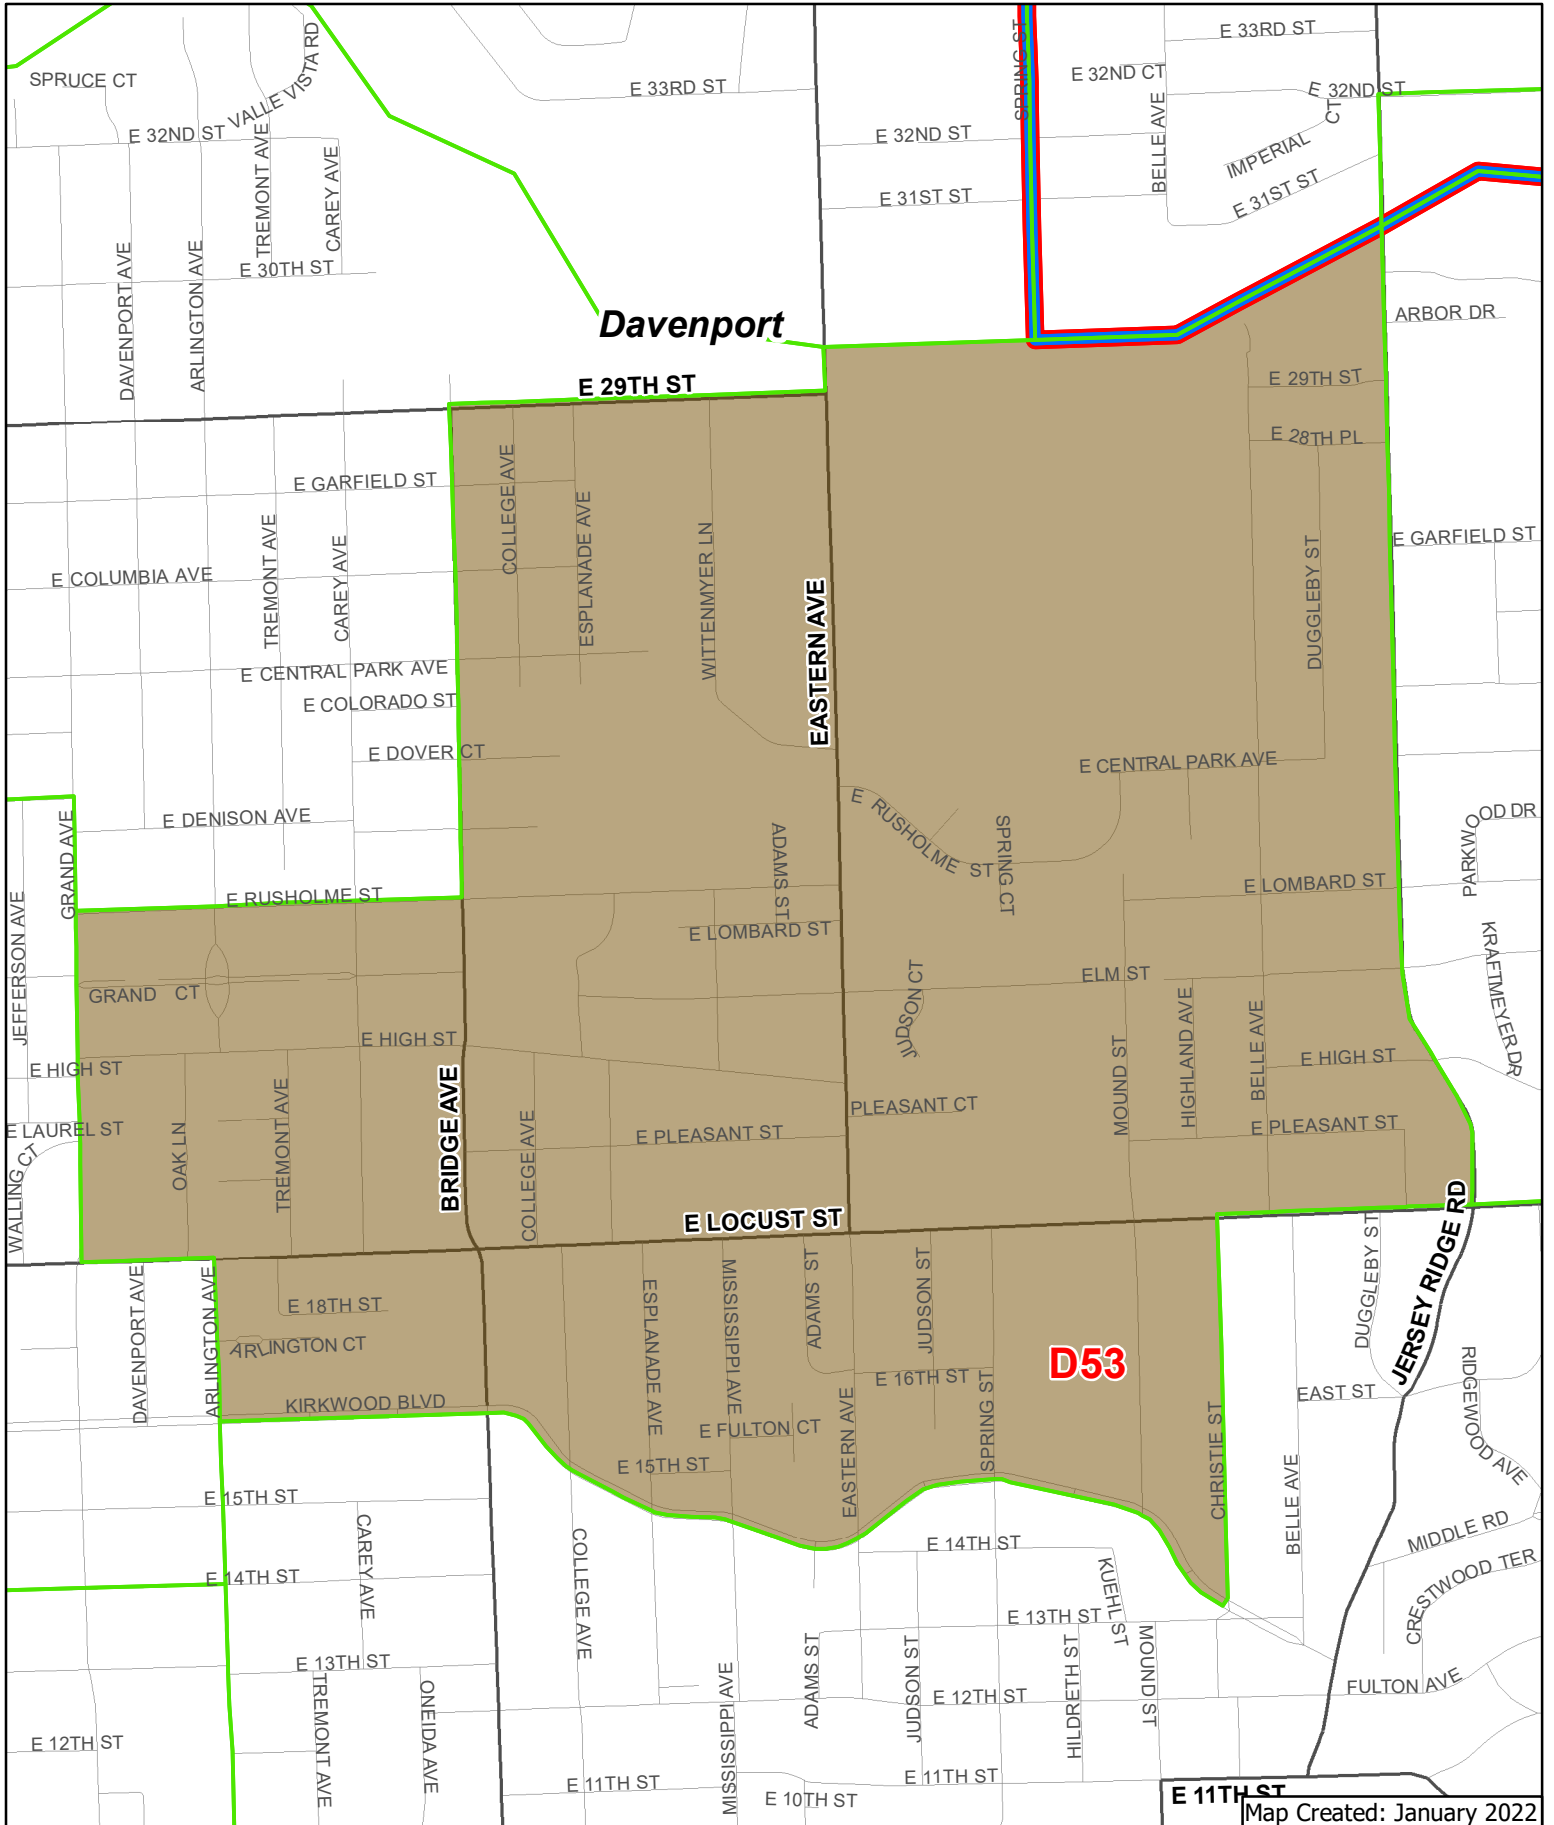 E 33RD ST
SPRING ST
VALLE VISTA RD
SPRUCE CT
E 32ND CT
E 33RD ST
E 32ND ST
E 32ND ST
E 32ND ST
BELLE AVE
IMPERIAL CT
TREMONT AVE
CAREY AVE
E 31ST ST
E 31ST ST
DAVENPORT AVE
ARLINGTON AVE
E 30TH ST
ARBOR DR
Davenport
E 29TH ST
E 29TH ST
E 28TH PL
E GARFIELD ST
COLLEGE AVE
ESPLANADE AVE
WITTENMYER LN
E GARFIELD ST
DUGGLEBY ST
TREMONT AVE
CAREY AVE
E COLUMBIA AVE
EASTERN AVE
E CENTRAL PARK AVE
E COLORADO ST
E DOVER CT
E CENTRAL PARK AVE
E RUSHOLME ST
GRAND AVE
E DENISON AVE
ADAMS ST
SPRING CT
PARKWOOD DR
E RUSHOLME ST
E LOMBARD ST
E LOMBARD ST
JEFFERSON AVE
GRAND CT
JUDSON CT
ELM ST
KRAFTMEYER DR
E HIGH ST
E HIGH ST
MOUND ST
HIGHLAND AVE
BELLE AVE
E HIGH ST
E LAUREL ST
WALLING CT
OAK LN
TREMONT AVE
BRIDGE AVE
COLLEGE AVE
E PLEASANT ST
PLEASANT CT
E PLEASANT ST
E LOCUST ST
JERSEY RIDGE RD
DUGGLEBY ST
DAVENPORT AVE
ARLINGTON AVE
E 18TH ST
ARLINGTON CT
ESPLANADE AVE
MISSISSIPPI AVE
ADAMS ST
JUDSON ST
D53
E 16TH ST
EAST ST
RIDGEWOOD AVE
KIRKWOOD BLVD
E FULTON CT
EASTERN AVE
SPRING ST
CHRISTIE ST
BELLE AVE
E 15TH ST
E 15TH ST
CAREY AVE
COLLEGE AVE
E 14TH ST
MIDDLE RD
E 14TH ST
KUEHL ST
CRESTWOOD TER
E 13TH ST
E 13TH ST
ADAMS ST
JUDSON ST
HILDRETH ST
MOUND ST
TREMONT AVE
ONEIDA AVE
MISSISSIPPI AVE
E 12TH ST
FULTON AVE
E 12TH ST
E 11TH ST
E 11TH ST
E 10TH ST
E 11TH ST
Map Created: January 2022